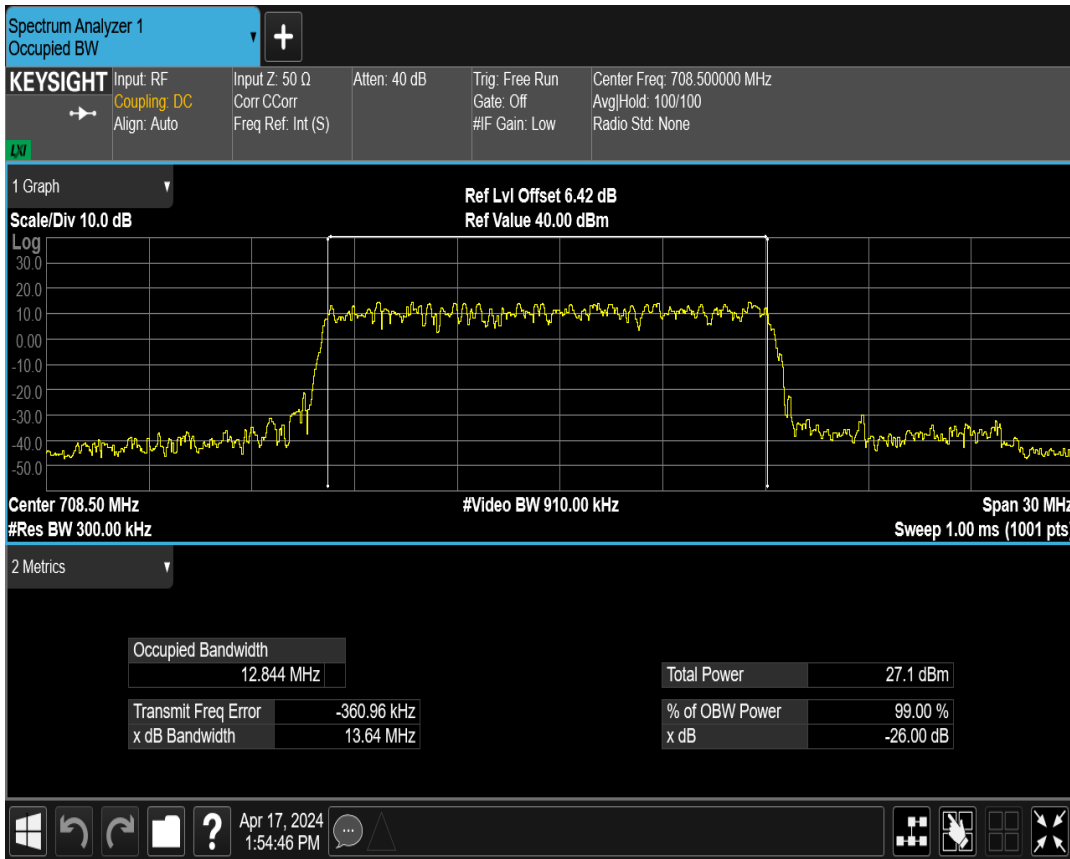 Spectrum Analyzer 1
Occupied BW
+
KEYSIGHT
LXI
Input: RF
Coupling: DC
Align: Auto
Input Z: 50 Ω
Corr CCorr
Freq Ref: Int (S)
Atten: 40 dB
Trig: Free Run
Gate: Off
#IF Gain: Low
Center Freq: 708.500000 MHz
Avg|Hold: 100/100
Radio Std: None
1 Graph
Ref Lvl Offset 6.42 dB
Scale/Div 10.0 dB
Ref Value 40.00 dBm
Log
30.0
20.0
10.0
0.00
-10.0
-20.0
-30.0
-40.0
-50.0
Center 708.50 MHz
#Video BW 910.00 kHz
Span 30 MHz
#Res BW 300.00 kHz
Sweep 1.00 ms (1001 pts)
2 Metrics
Occupied Bandwidth
12.844 MHz
Total Power 27.1 dBm
Transmit Freq Error -360.96 kHz
% of OBW Power 99.00 %
x dB Bandwidth 13.64 MHz
x dB -26.00 dB
?
Apr 17, 2024
1:54:46 PM